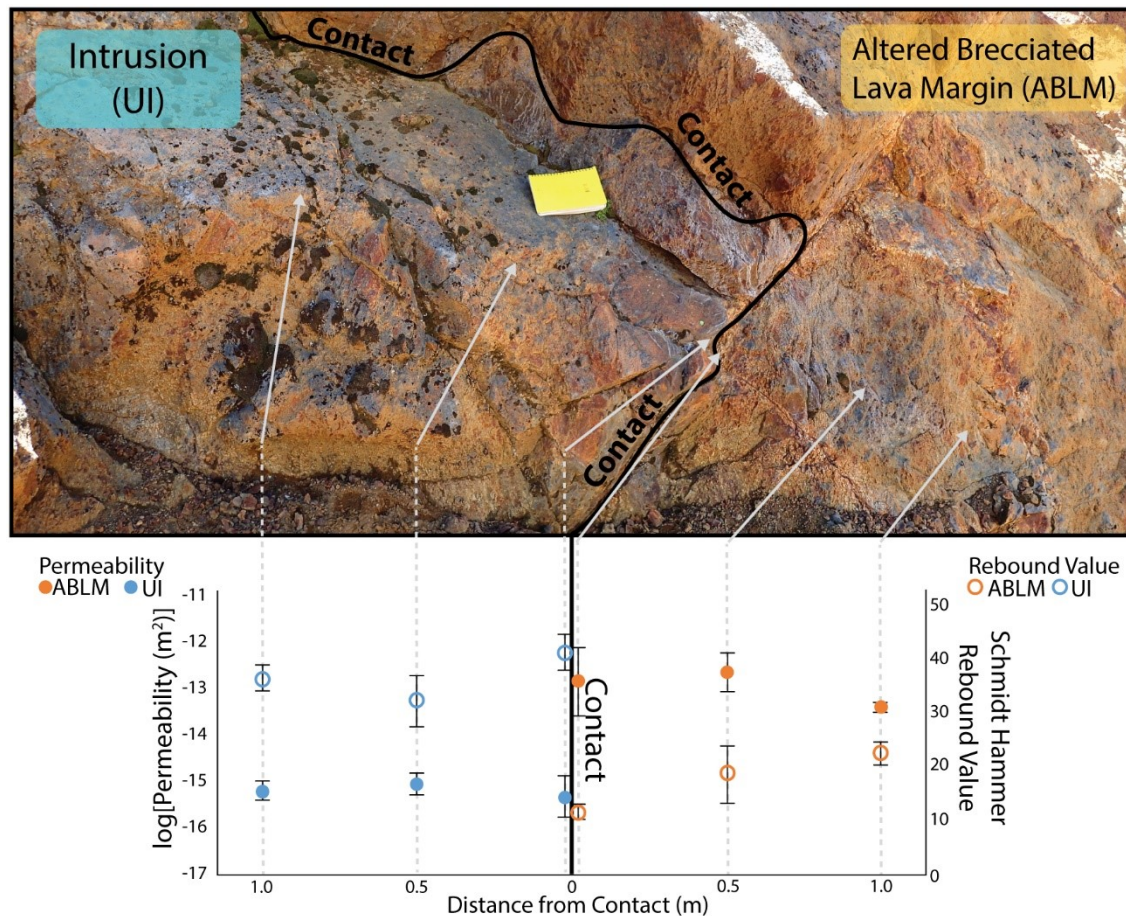 Intrusion
(UI)
Contact
Contact
Contact
Altered Brecciated
Lava Margin (ABLM)
Permeability
ABLM UI
Rebound Value
ABLM UI
log[Permeability (m²)]
-11
-12
-13
-14
-15
-16
-17
Contact
50
40
30
20
10
0
Schmidt Hammer
Rebound Value
1.0 0.5 0 0.5 1.0
Distance from Contact (m)